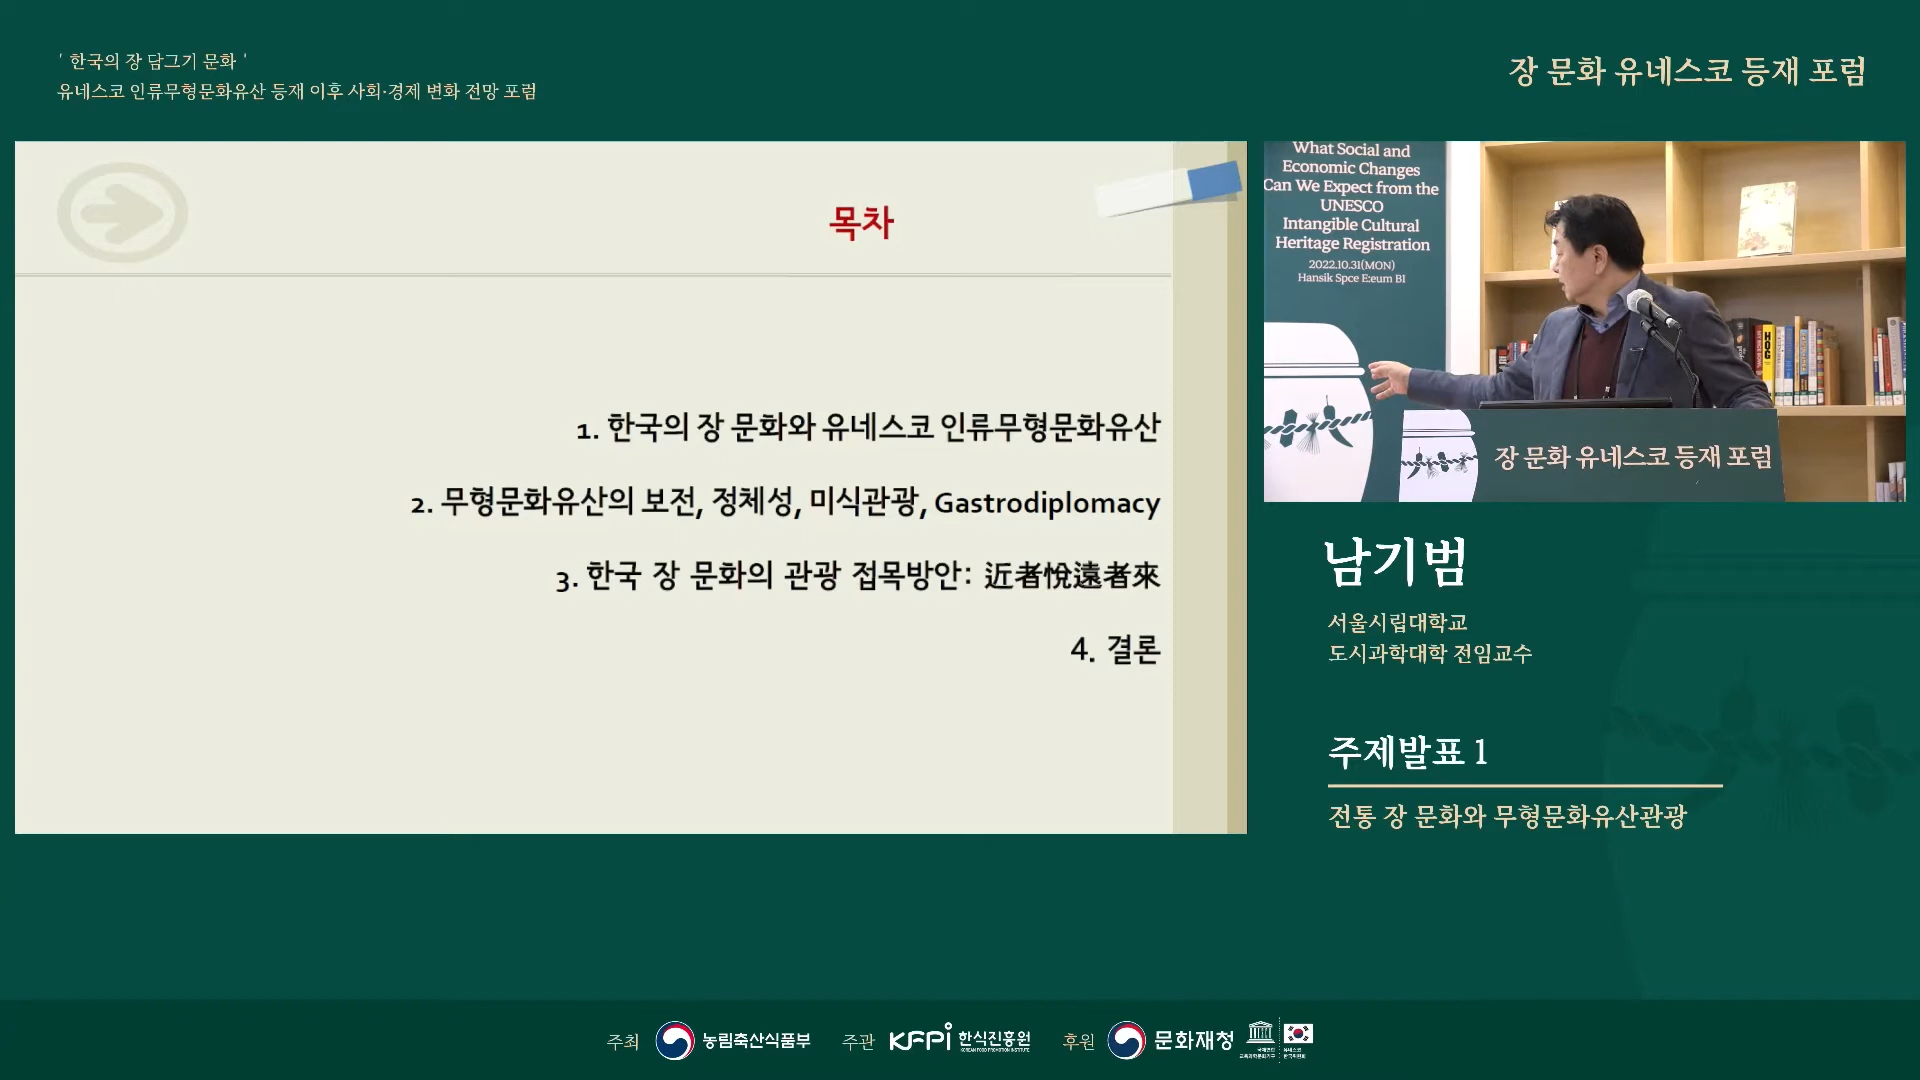 ' 한국의 장 담그기 문화 '
유네스코 인류무형문화유산 등재 이후 사회·경제 변화 전망 포럼
장 문화 유네스코 등재 포럼
목차
1. 한국의 장 문화와 유네스코 인류무형문화유산
2. 무형문화유산의 보전, 정체성, 미식관광, Gastrodiplomacy
3. 한국 장 문화의 관광 접목방안: 近者悅遠者來
4. 결론
What Social and
Economic Changes
Can We Expect from the
UNESCO
Intangible Cultural
Heritage Registration
2022.10.31(MON)
Hansik Spce E:eum B1
HOG
장 문화 유네스코 등재 포럼
남기범
서울시립대학교
도시과학대학 전임교수
주제발표 1
전통 장 문화와 무형문화유산관광
주최 농림축산식품부 주관 KFPi 한식진흥원 후원 문화재청
KOREAN FOOD PROMOTION INSTITUTE